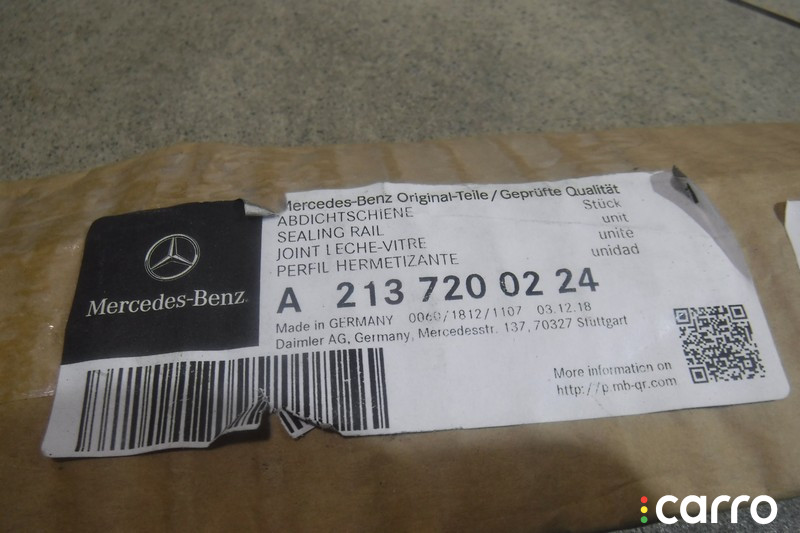 Mercedes-Benz
Mercedes-Benz Original-Teile/Geprüfte Qualität
ABDICHTSCHIENE Stück
SEALING RAIL unit
JOINT LECHE-VITRE unite
PERFIL HERMETIZANTE unidad
A 213 720 02 24
Made in GERMANY 0060/1812/1107 03.12.18
Daimler AG, Germany, Mercedesstr. 137, 70327 Stuttgart
More information on
http://p.mb-qr.com
carro